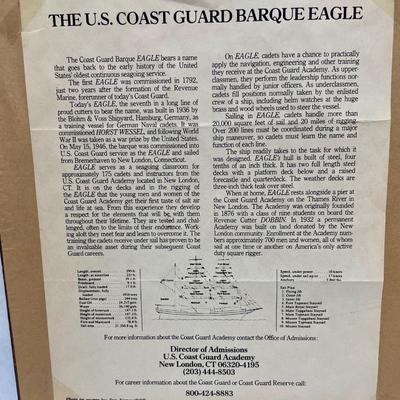 THE U.S. COAST GUARD BARQUE EAGLE
The Coast Guard Barque EAGLE bears a name
that goes back to the early history of the United
States' oldest continuous seagoing service.
The first EAGLE was commissioned in 1792,
just two years after the formation of the Revenue
Marine, forerunner of today's Coast Guard.
Today's EAGLE, the seventh in a long line of
proud cutters to bear the name, was built in 1936 by
the Blohm & Voss Shipyard, Hamburg, Germany, as
a training vessel for German Naval cadets. It was
commissioned HORST WESSEL, and following World
War II was taken as a war prize by the United States.
On May 15, 1946, the barque was commissioned into
U.S. Coast Guard service as the EAGLE and sailed
from Bremerhaven to New London, Connecticut.
EAGLE serves as a seagoing classroom for
approximately 175 cadets and instructors from the
U.S. Coast Guard Academy located in New London,
CT. It is on the decks and in the rigging of
the EAGLE that the young men and women of the
Coast Guard Academy get their first taste of salt air
and life at sea. From this experience they develop
a respect for the elements that will be, with them
throughout their lifetime. They are tested and chal-
lenged, often to the limits of their endurance. Work-
ing aloft they meet fear and learn to overcome it. The
training the cadets receive under sail has proven to be
an invaluable asset during their subsequent Coast
Guard careers.
On EAGLE, cadets have a chance to practically
apply the navigation, engineering and other training
they receive at the Coast Guard Academy. As upper-
classmen, they perform the leadership functions nor-
mally handled by junior officers. As underclassmen,
cadets fill positions normally taken by the enlisted
crew of a ship, including helm watches at the huge
brass and wood wheels used to steer the vessel.
Sailing in EAGLE, cadets handle more than
20,000 square feet of sail and 20 miles of rigging.
Over 200 lines must be coordinated during a major
ship maneuver, so cadets must learn the name and
function of each line.
The ship readily takes to the task for which it
was designed. EAGLE's hull is built of steel, four
tenths of an inch thick. It has two full length steel
decks with a platform deck below and a raised
forecastle and quarterdeck. The weather decks are
three-inch thick teak over steel.
When at home, EAGLE rests alongside a pier at
the Coast Guard Academy on the Thames River in
New London. The Academy was originally founded
in 1876 with a class of nine students on board the
Revenue Cutter DOBBIN. In 1932 a permanent
Academy was built on land donated by the New
London community. Enrollment at the Academy num-
bers approximately 700 men and women, all of whom
sail at one time or another on America's only active
duty square rigger.
For more information about the Coast Guard Academy contact the Office of Admissions:
Director of Admissions
U.S. Coast Guard Academy
New London, CT 06320-4195
(203) 444-8503
For career information about the Coast Guard or Coast Guard Reserve call:
800-424-8883